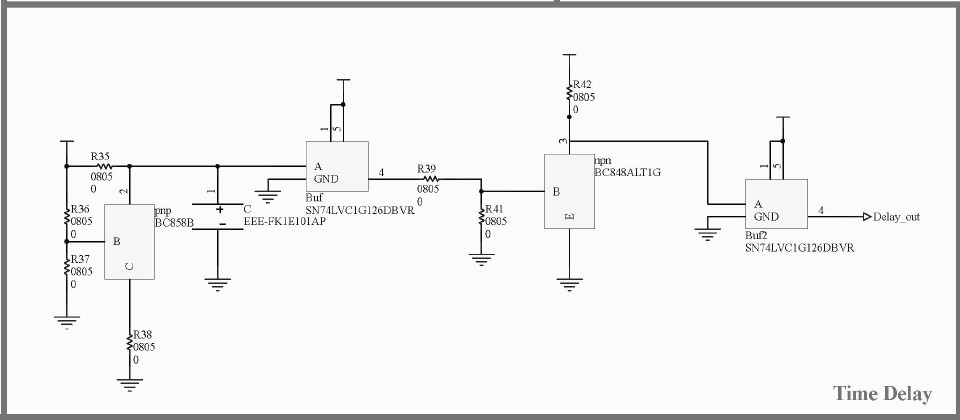 R35
0805
0
2
R36
0805
0
pnp
BC858B
B
C
R37
0805
0
R38
0805
0
1
+
-
C
EEE-FK1E101AP
1
5
A
GND
4
Buf
SN74LVC1G126DBVR
R39
0805
0
R41
0805
0
R42
0805
0
3
npn
BC848ALT1G
B
E
1
5
A
GND
4
Buf2
SN74LVC1G126DBVR
Delay_out
Time Delay